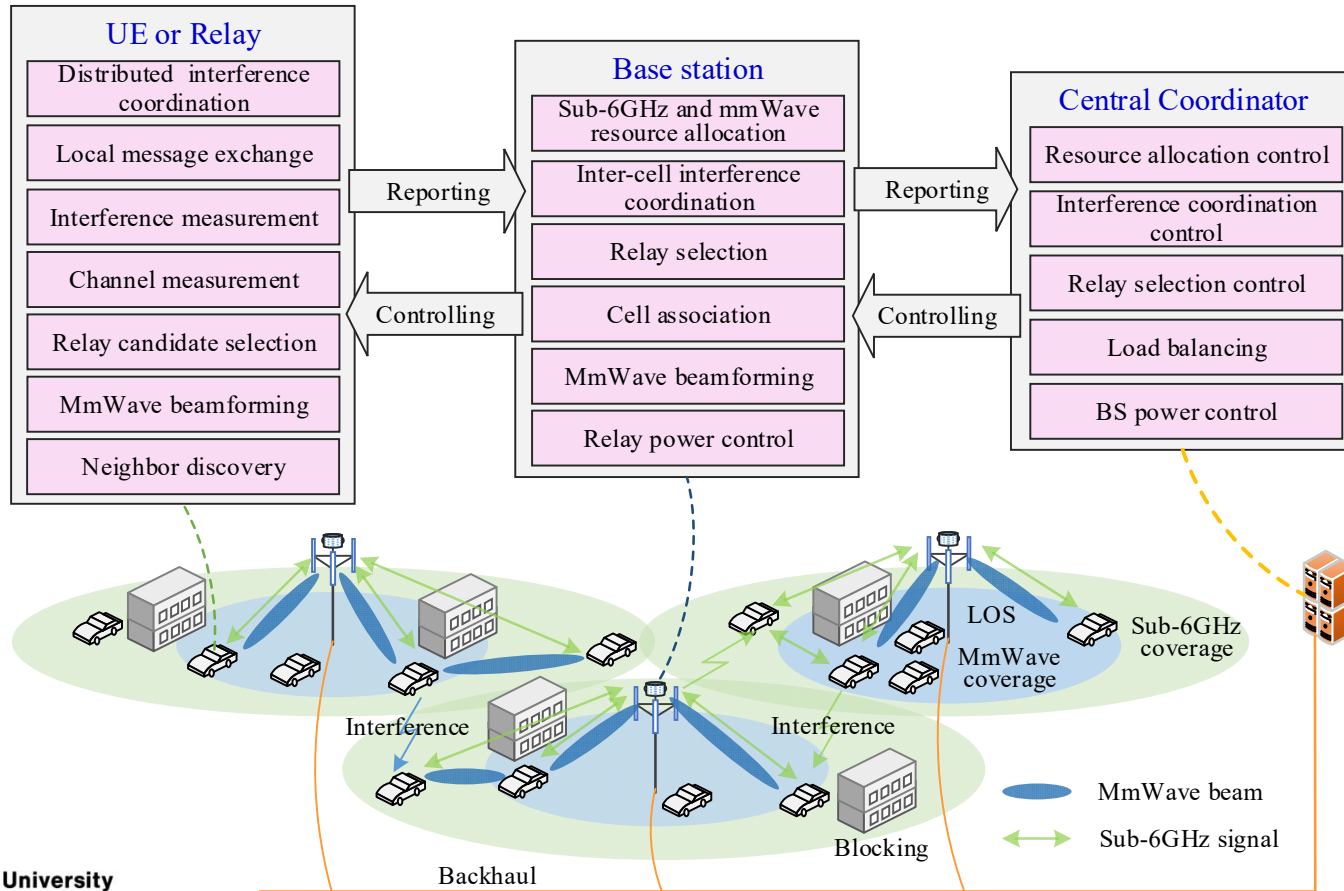 UE or Relay
Distributed interference
coordination
Local message exchange
Interference measurement
Channel measurement
Relay candidate selection
MmWave beamforming
Neighbor discovery
Reporting
Controlling
Base station
Sub-6GHz and mmWave
resource allocation
Inter-cell interference
coordination
Relay selection
Cell association
MmWave beamforming
Relay power control
Reporting
Controlling
Central Coordinator
Resource allocation control
Interference coordination
control
Relay selection control
Load balancing
BS power control
LOS
MmWave
coverage
Sub-6GHz
coverage
Interference
Interference
Blocking
MmWave beam
Sub-6GHz signal
Backhaul
University